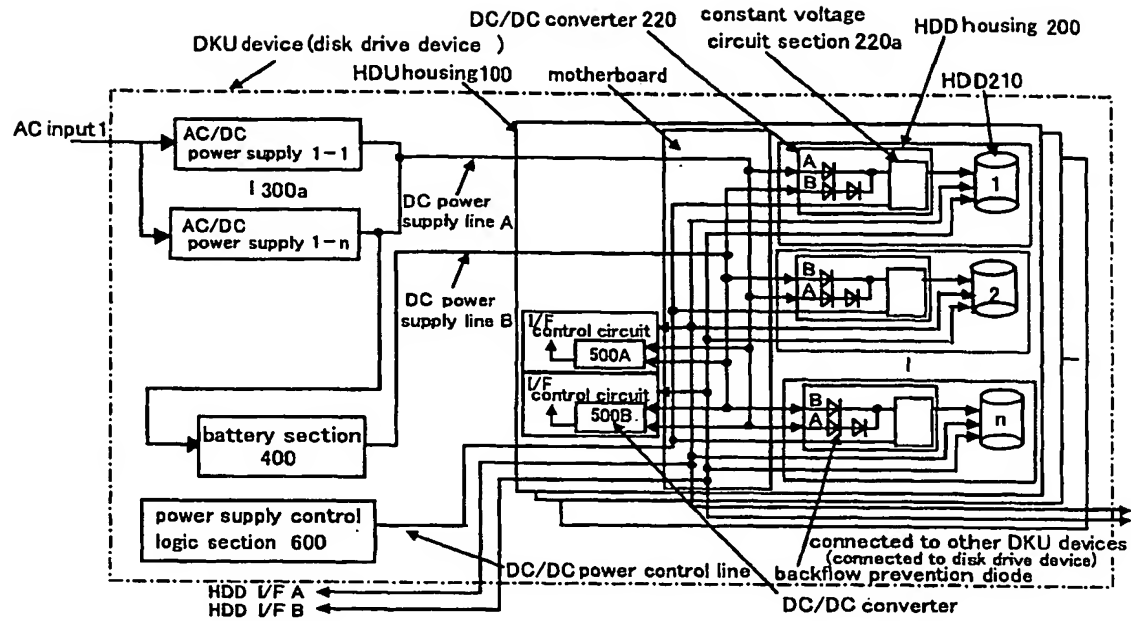 DC/DC converter 220
constant voltage
circuit section 220a
HDD housing 200
DKU device (disk drive device )
HDU housing 100
motherboard
HDD210
AC input 1
AC/DC
power supply 1-1
300a
AC/DC
power supply 1-n
DC power
supply line A
DC power
supply line B
A
B
1
B
A
2
B
A
n
I/F
control circuit
500A
I/F
control circuit
500B.
battery section
400
power supply control
logic section 600
DC/DC power control line
HDD I/F A
HDD I/F B
connected to other DKU devices
(connected to disk drive device)
backflow prevention diode
DC/DC converter